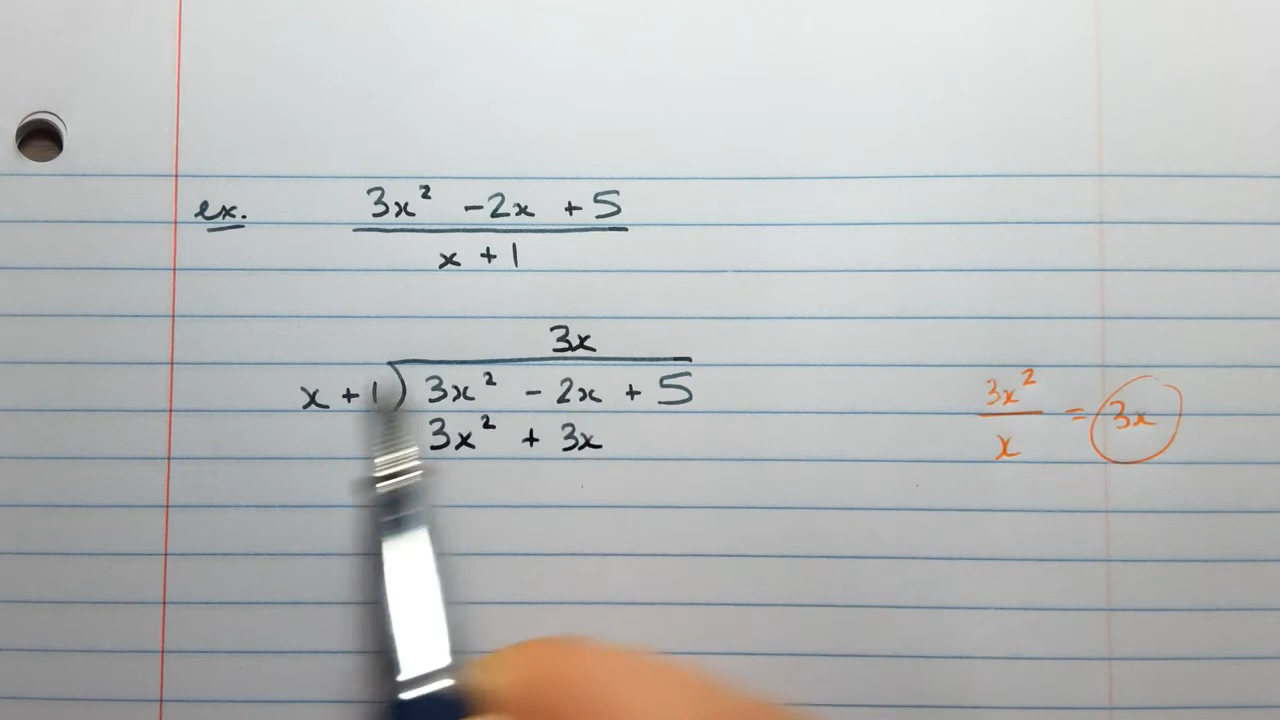 ex. 3x² -2x +5
x +1
3x
x +1) 3x² - 2x + 5
3x² + 3x
3x²
x
= 3x